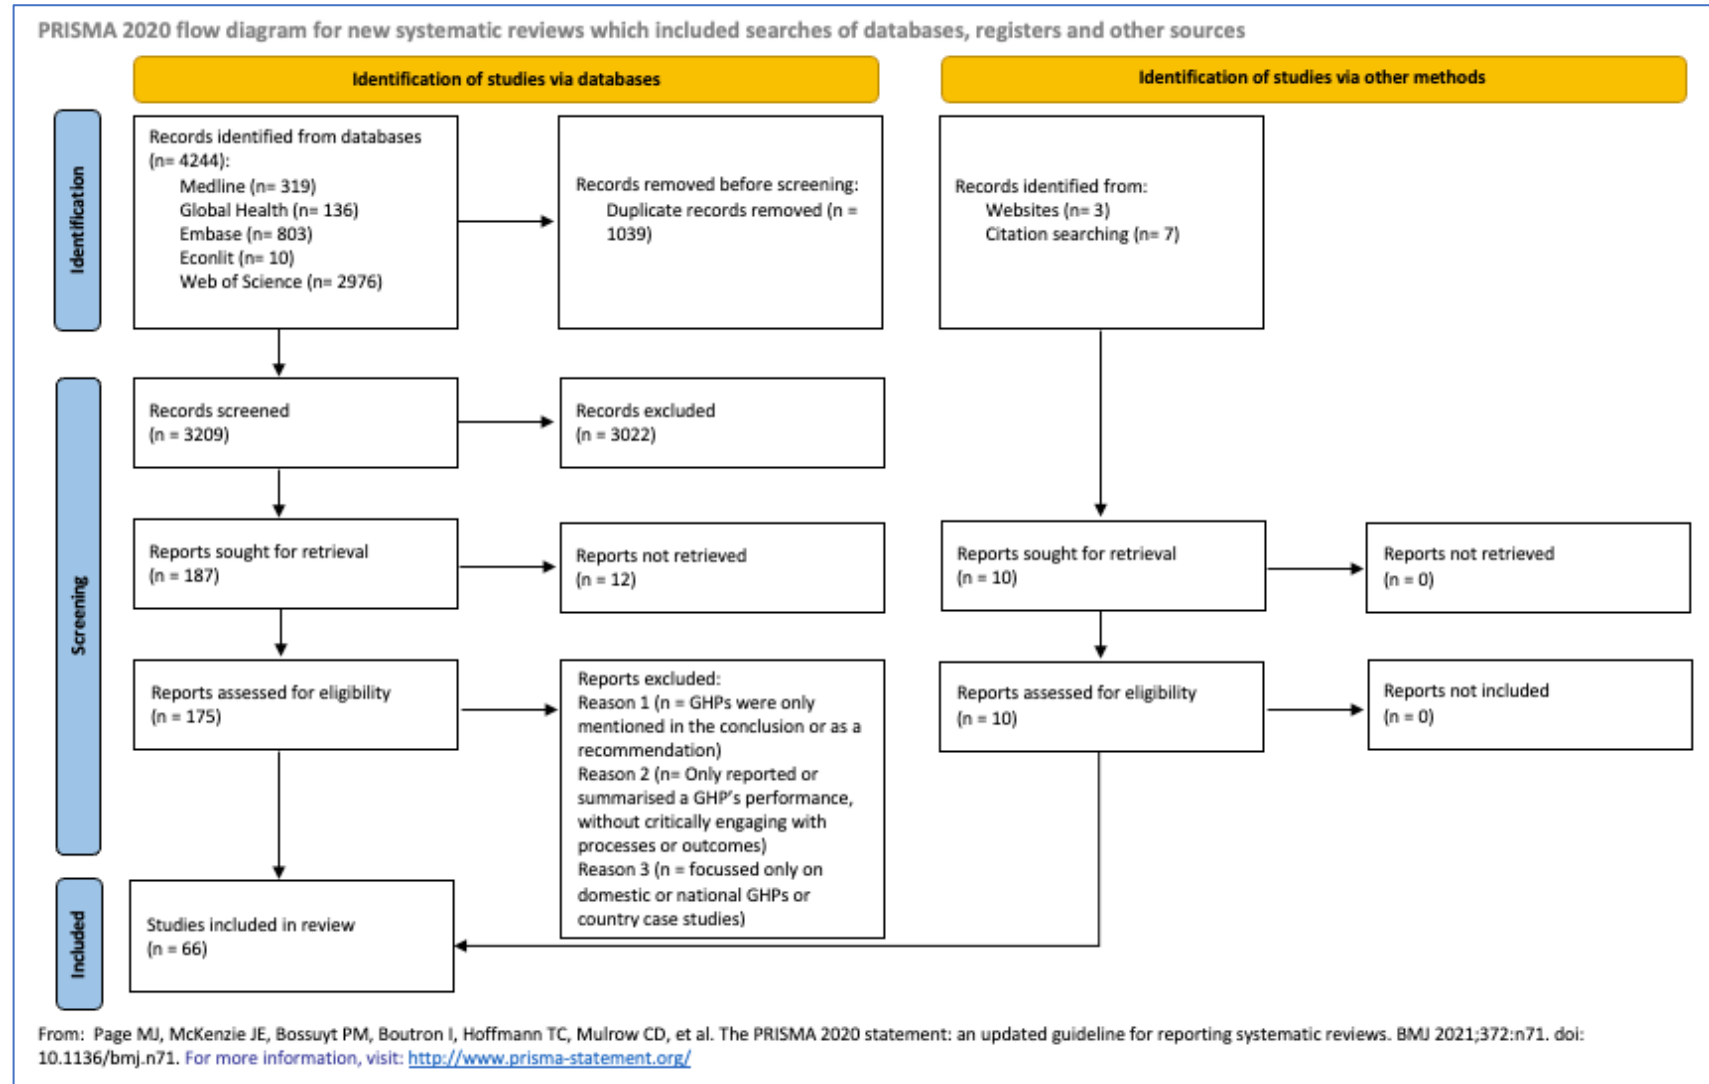 PRISMA 2020 flow diagram for new systematic reviews which included searches of databases, registers and other sources
Identification of studies via databases
Identification of studies via other methods
Identification
Records identified from databases
(n= 4244):
Medline (n= 319)
Global Health (n= 136)
Embase (n= 803)
Econlit (n= 10)
Web of Science (n= 2976)
Records removed before screening:
Duplicate records removed (n =
1039)
Records identified from:
Websites (n= 3)
Citation searching (n= 7)
Screening
Records screened
(n = 3209)
Records excluded
(n = 3022)
Reports sought for retrieval
(n = 187)
Reports not retrieved
(n = 12)
Reports sought for retrieval
(n = 10)
Reports not retrieved
(n = 0)
Reports assessed for eligibility
(n = 175)
Reports excluded:
Reason 1 (n = GHPs were only
mentioned in the conclusion or as a
recommendation)
Reason 2 (n= Only reported or
summarised a GHP's performance,
without critically engaging with
processes or outcomes)
Reason 3 (n = focussed only on
domestic or national GHPs or
country case studies)
Reports assessed for eligibility
(n = 10)
Reports not included
(n = 0)
Included
Studies included in review
(n = 66)
From: Page MJ, McKenzie JE, Bossuyt PM, Boutron I, Hoffmann TC, Mulrow CD, et al. The PRISMA 2020 statement: an updated guideline for reporting systematic reviews. BMJ 2021;372:n71. doi:
10.1136/bmj.n71. For more information, visit: http://www.prisma-statement.org/